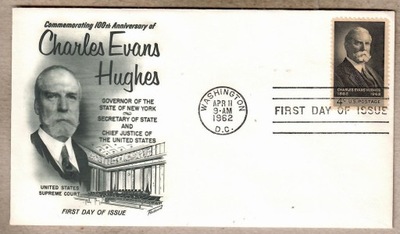 Commemorating 100th Anniversary of
Charles Evans
Hughes
GOVERNOR OF THE
STATE OF NEW YORK
SECRETARY OF STATE
AND
CHIEF JUSTICE OF
THE UNITED STATES
UNITED STATES
SUPREME COURT
FIRST DAY OF ISSUE
WASHINGTON
APR 11
9-AM
1962
D.C.
CHARLES EVANS HUGHES
1862 1948
4¢ U.S. POSTAGE
FIRST DAY OF ISSUE